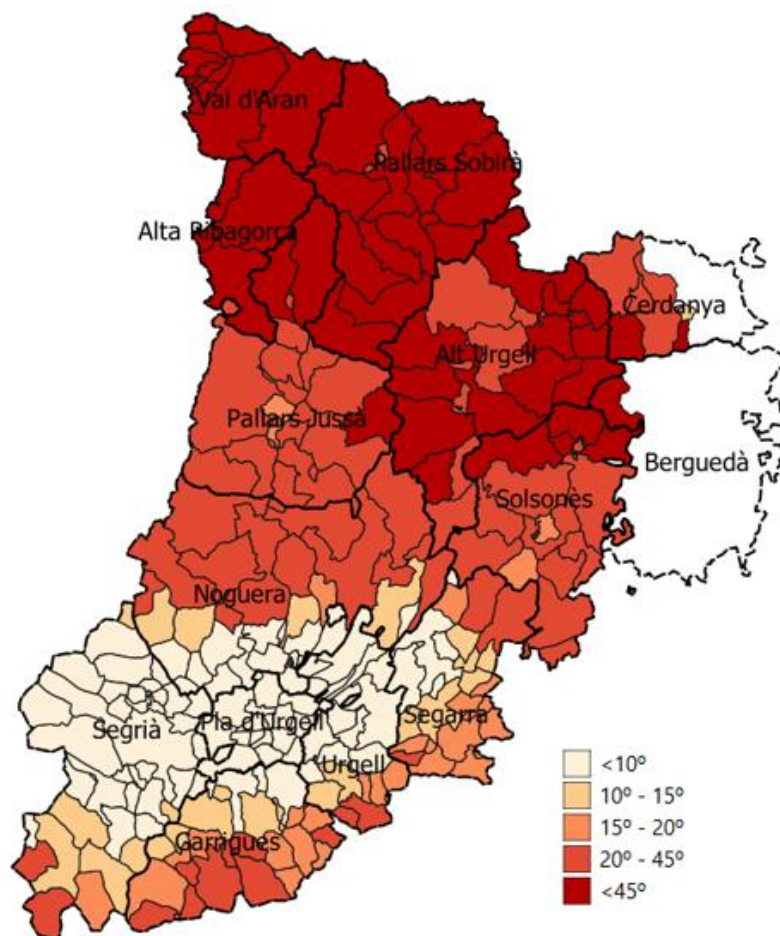 Val d'Aran
Pallars Sobirà
Alta Ribagorça
Cerdanya
Alt Urgell
Pallars Jussà
Berguedà
Solsonès
Noguera
Segrià
Pla d'Urgell
Segarra
Urgell
Garrigues
<10º
10º - 15º
15º - 20º
20º - 45º
<45º